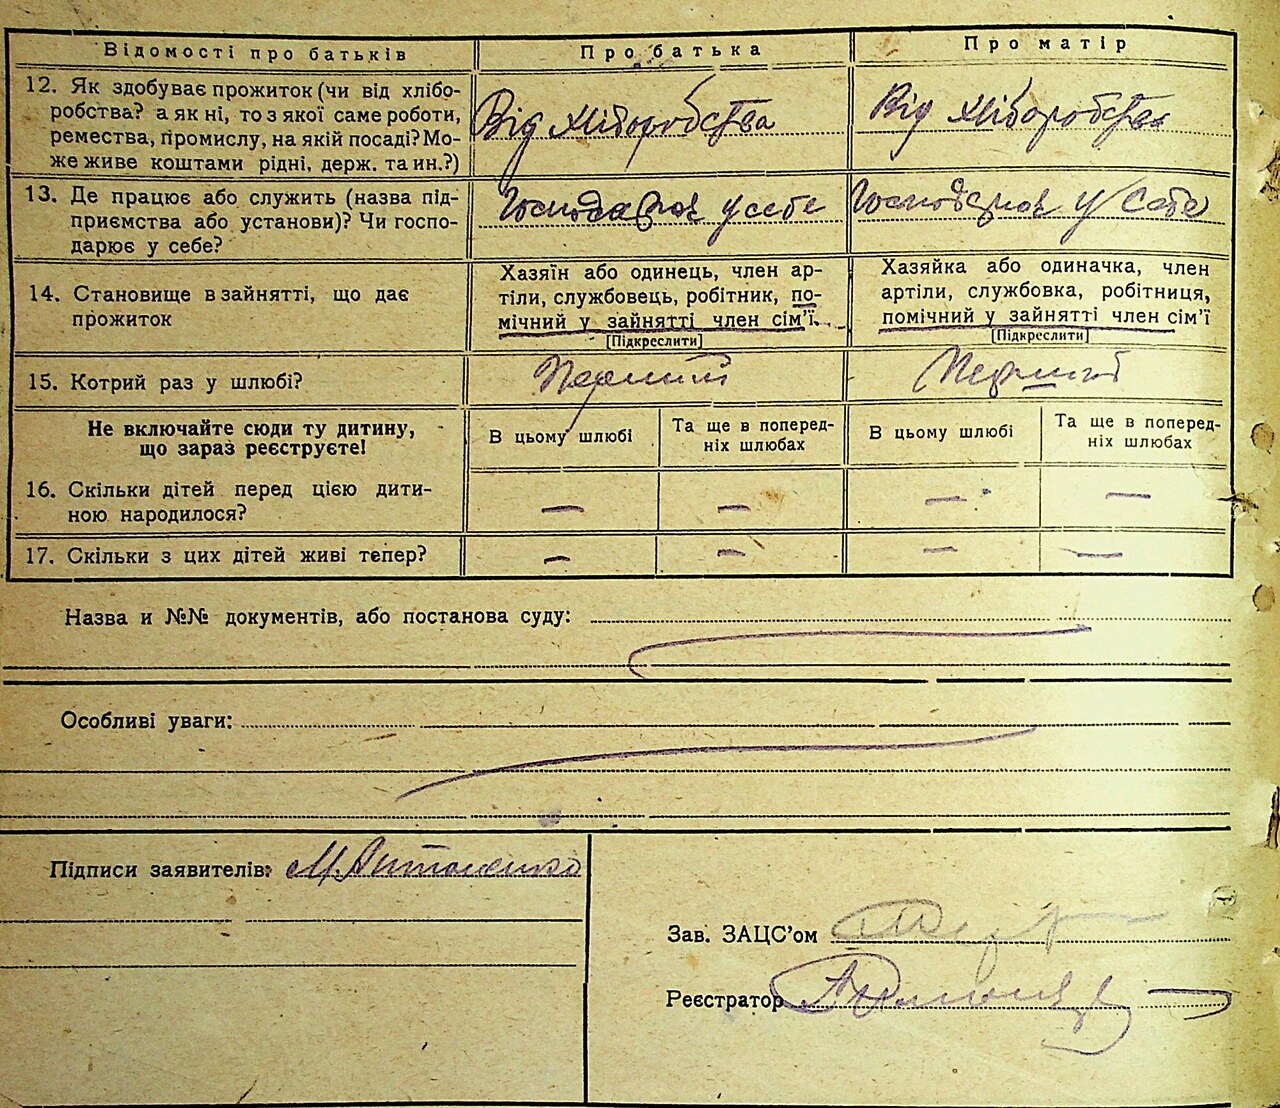 Відомості про батьків
Про батька
Про матір
12. Як здобуває прожиток (чи від хлібо-
робства? а як ні, то з якої саме роботи,
ремества, промислу, на якій посаді? Мо-
же живе коштами рідні, держ. та ин.?)
Від хліборобства
Від хліборобства
13. Де працює або служить (назва під-
приємства або установи)? Чи госпо-
дарює у себе?
Господарює у себе
Господарює у себе
14. Становище в зайнятті, що дає
прожиток
Хазяїн або одинець, член ар-
тіли, службовець, робітник, по-
мічний у зайнятті член сім'ї.
[Підкреслити]
Хазяйка або одиначка, член
артіли, службовка, робітниця,
помічний у зайнятті член сім'ї
[Підкреслити]
15. Котрий раз у шлюбі?
Перший
Перший
Не включайте сюди ту дитину,
що зараз реєструєте!
В цьому шлюбі
Та ще в поперед-
ніх шлюбах
В цьому шлюбі
Та ще в поперед-
ніх шлюбах
16. Скільки дітей перед цією дити-
ною народилося?
— — — —
17. Скільки з цих дітей живі тепер?
— — — —
Назва и №№ документів, або постанова суду:
Особливі уваги:
Підписи заявителів: М. Антоненко
Зав. ЗАЦС'ом
Реєстратор